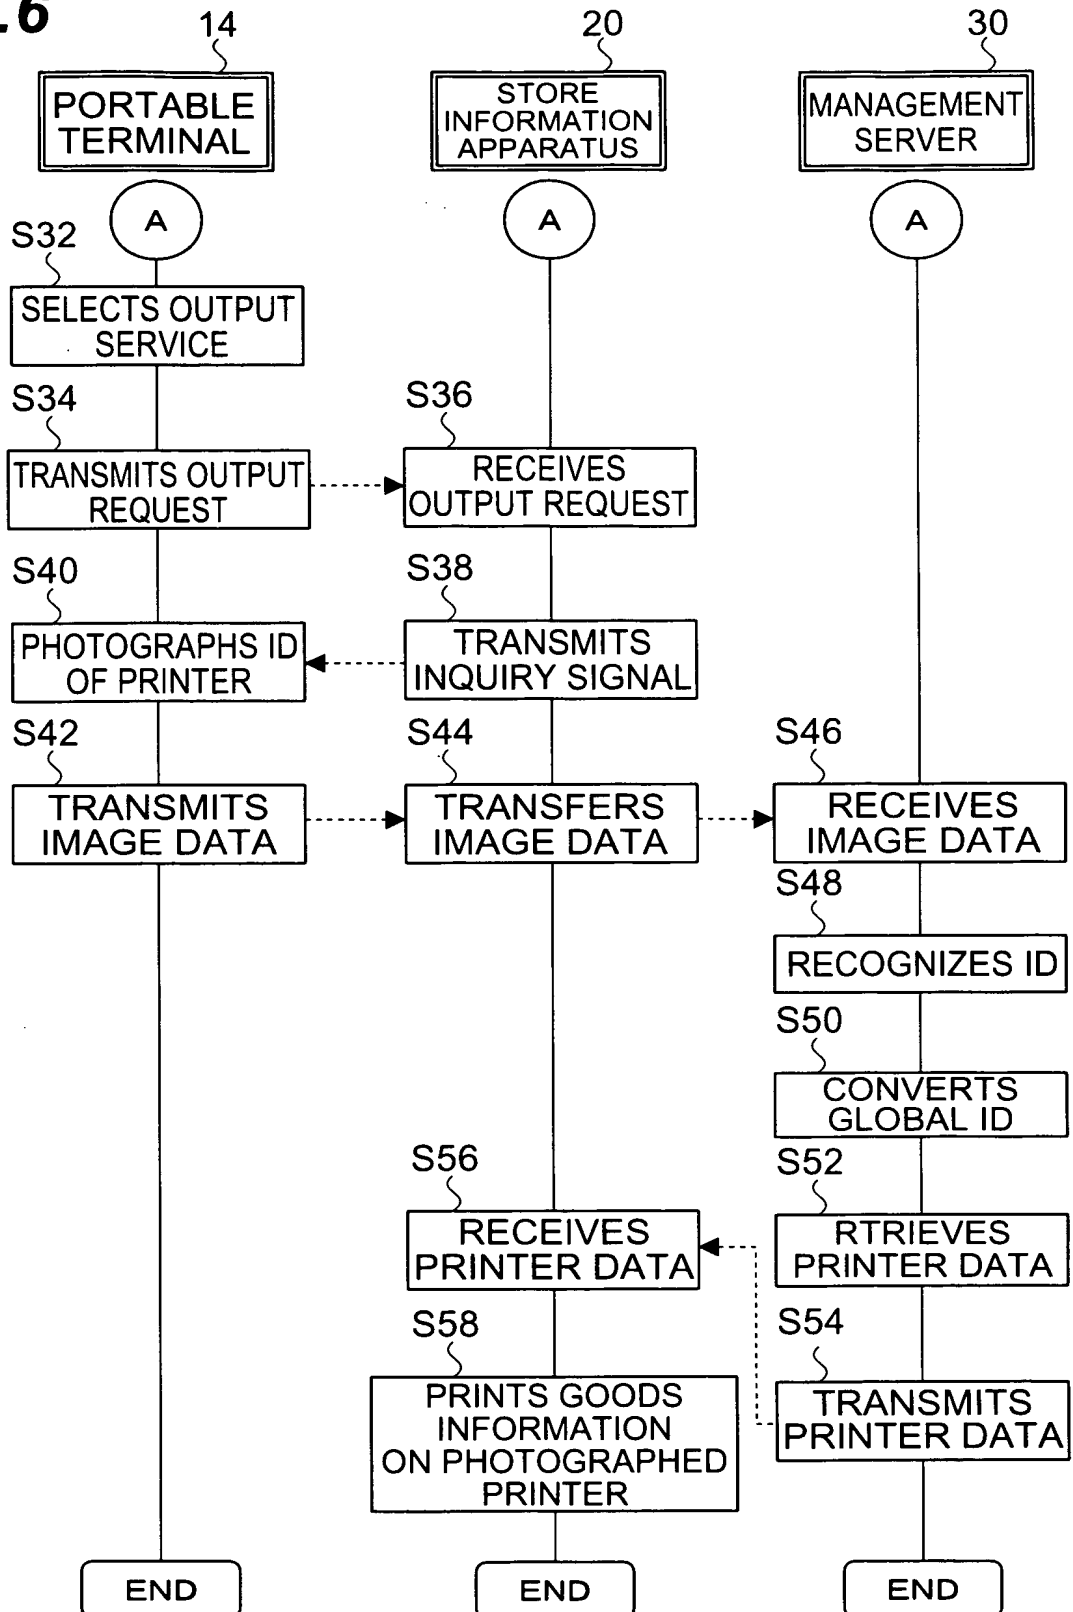 .6
14
20
30
PORTABLE
TERMINAL
STORE
INFORMATION
APPARATUS
MANAGEMENT
SERVER
A
A
A
S32
SELECTS OUTPUT
SERVICE
S34
TRANSMITS OUTPUT
REQUEST
S36
RECEIVES
OUTPUT REQUEST
S40
PHOTOGRAPHS ID
OF PRINTER
S38
TRANSMITS
INQUIRY SIGNAL
S42
TRANSMITS
IMAGE DATA
S44
TRANSFERS
IMAGE DATA
S46
RECEIVES
IMAGE DATA
S48
RECOGNIZES ID
S50
CONVERTS
GLOBAL ID
S56
RECEIVES
PRINTER DATA
S52
RTRIEVES
PRINTER DATA
S58
PRINTS GOODS
INFORMATION
ON PHOTOGRAPHED
PRINTER
S54
TRANSMITS
PRINTER DATA
END
END
END